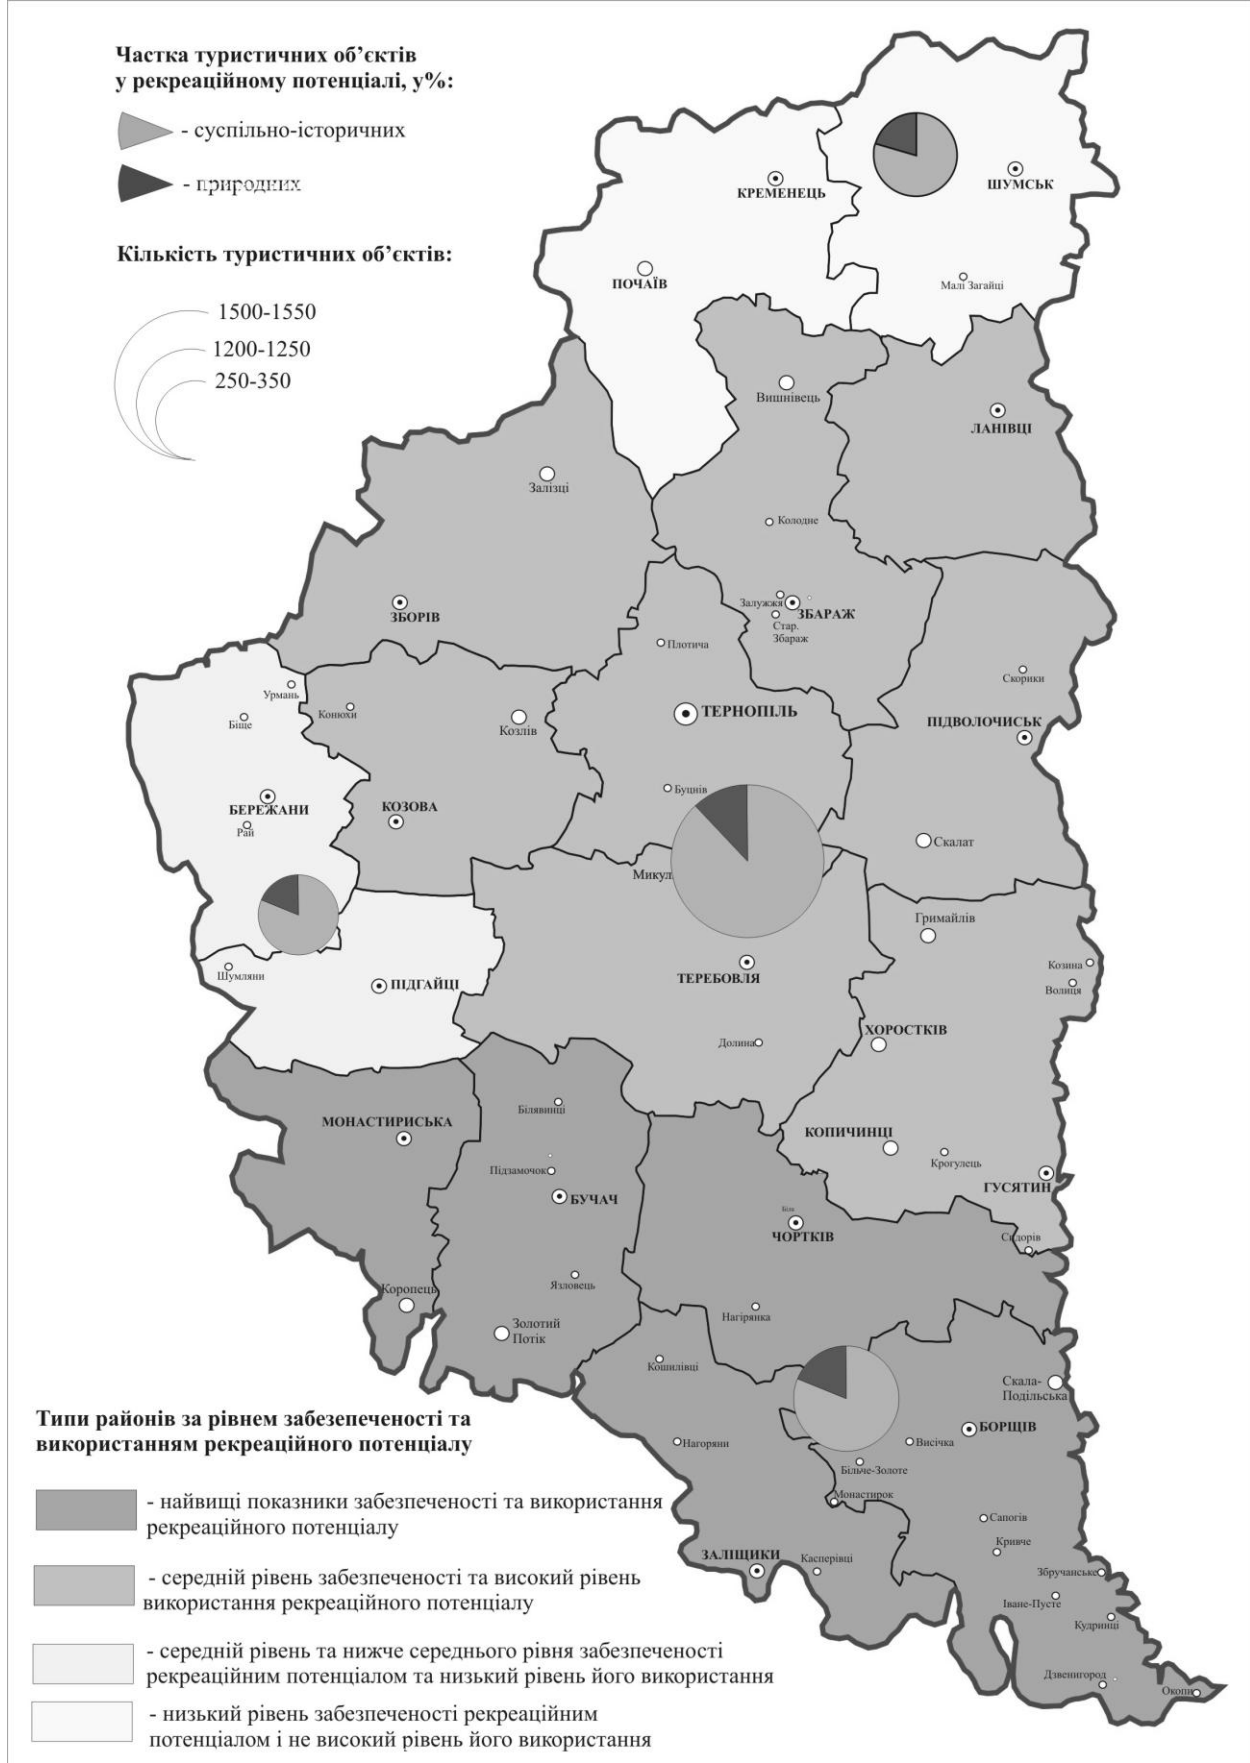 Частка туристичних об’єктів
у рекреаційному потенціалі, у%:
- суспільно-історичних
- природних
Кількість туристичних об’єктів:
1500-1550
1200-1250
250-350
КРЕМЕНЕЦЬ
ШУМСЬК
ПОЧАЇВ
Малі Загайці
Вишнівець
ЛАНІВЦІ
Залізці
Колодне
ЗБОРІВ
Залужжя
ЗБАРАЖ
Стар.
Збараж
Плотича
Скорики
Урмань
Біще
Конюхи
Козлів
ТЕРНОПІЛЬ
ПІДВОЛОЧИСЬК
Буцнів
БЕРЕЖАНИ
Рай
КОЗОВА
Скалат
Микул
Гримайлів
Шумляни
ПІДГАЙЦІ
ТЕРЕБОВЛЯ
Козина
Волиця
ХОРОСТКІВ
Долина
Білявинці
МОНАСТИРИСЬКА
КОПИЧИНЦІ
Крогулець
Підзамочок
БУЧАЧ
ГУСЯТИН
ЧОРТКІВ
Сидорів
Коропець
Язловець
Нагірянка
Золотий
Потік
Кошилівці
Скала-
Подільська
БОРЩІВ
Нагоряни
Висічка
Більче-Золоте
Монастирок
Сапогів
Кривче
ЗАЛІЩИКИ
Касперівці
Збручанське
Іване-Пусте
Кудринці
Дзвенигород
Окопи
Типи районів за рівнем забезепеченості та
використанням рекреаційного потенціалу
- найвищі показники забезпеченості та використання
рекреаційного потенціалу
- середній рівень забезпеченості та високий рівень
використання рекреаційного потенціалу
- середній рівень та нижче середнього рівня забезпеченості
рекреаційним потенціалом та низький рівень його використання
- низький рівень забезпеченості рекреаційним
потенціалом і не високий рівень його використання